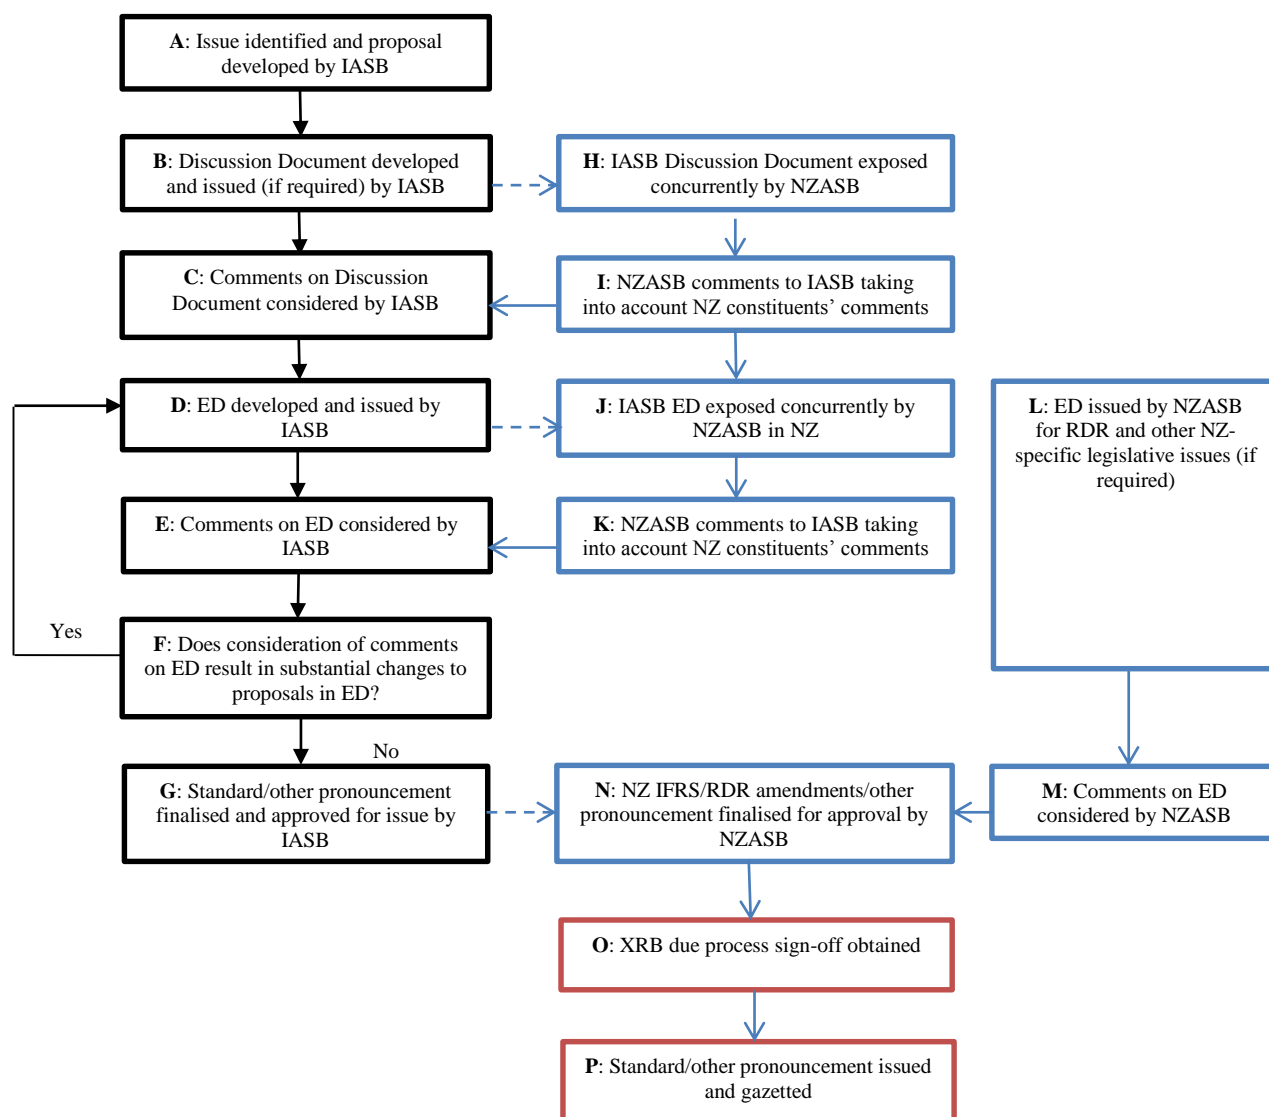 A: Issue identified and proposal
developed by IASB
B: Discussion Document developed
and issued (if required) by IASB
H: IASB Discussion Document exposed
concurrently by NZASB
C: Comments on Discussion
Document considered by IASB
I: NZASB comments to IASB taking
into account NZ constituents’ comments
D: ED developed and issued by
IASB
J: IASB ED exposed concurrently by
NZASB in NZ
L: ED issued by NZASB
for RDR and other NZ-
specific legislative issues (if
required)
E: Comments on ED considered by
IASB
K: NZASB comments to IASB taking
into account NZ constituents’ comments
Yes
F: Does consideration of comments
on ED result in substantial changes to
proposals in ED?
No
G: Standard/other pronouncement
finalised and approved for issue by
IASB
N: NZ IFRS/RDR amendments/other
pronouncement finalised for approval by
NZASB
M: Comments on ED
considered by NZASB
O: XRB due process sign-off obtained
P: Standard/other pronouncement issued
and gazetted